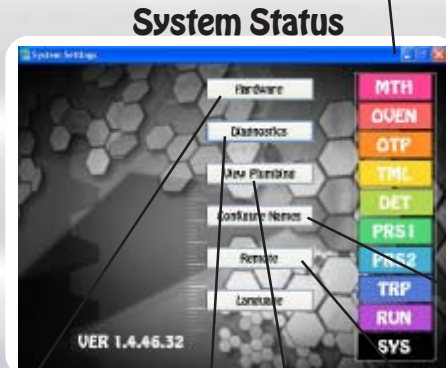 System Status
System Settings
Hardware
Diagnostics
View Plumbing
Configure Names
Remote
Language
VER 1.4.46.32
MTH
OVEN
OTP
TML
DET
PRS1
PRS2
TRP
RUN
SYS